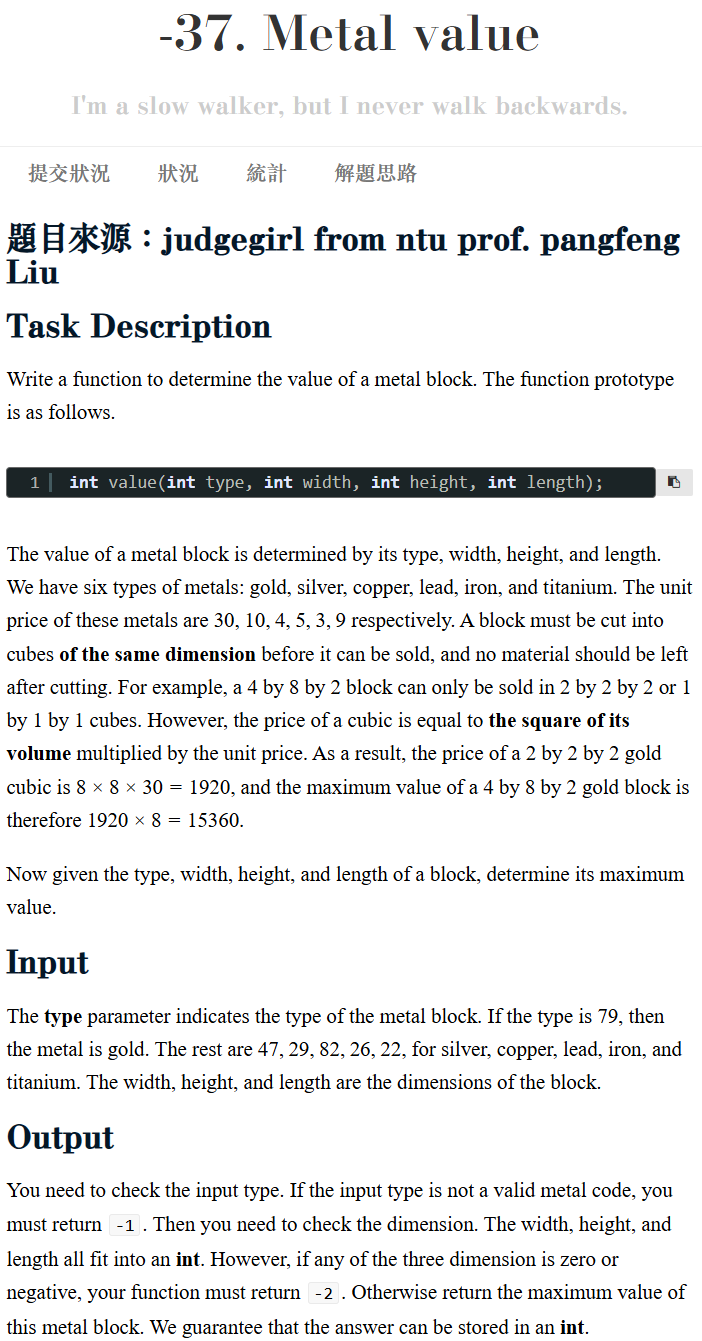 -37. Metal value
I'm a slow walker, but I never walk backwards.
提交狀況 狀況 統計 解題思路
題目來源：judgegirl from ntu prof. pangfeng
Liu
Task Description
Write a function to determine the value of a metal block. The function prototype
is as follows.
1 int value(int type, int width, int height, int length);
The value of a metal block is determined by its type, width, height, and length.
We have six types of metals: gold, silver, copper, lead, iron, and titanium. The unit
price of these metals are 30, 10, 4, 5, 3, 9 respectively. A block must be cut into
cubes of the same dimension before it can be sold, and no material should be left
after cutting. For example, a 4 by 8 by 2 block can only be sold in 2 by 2 by 2 or 1
by 1 by 1 cubes. However, the price of a cubic is equal to the square of its
volume multiplied by the unit price. As a result, the price of a 2 by 2 by 2 gold
cubic is 8 × 8 × 30 = 1920, and the maximum value of a 4 by 8 by 2 gold block is
therefore 1920 × 8 = 15360.
Now given the type, width, height, and length of a block, determine its maximum
value.
Input
The type parameter indicates the type of the metal block. If the type is 79, then
the metal is gold. The rest are 47, 29, 82, 26, 22, for silver, copper, lead, iron, and
titanium. The width, height, and length are the dimensions of the block.
Output
You need to check the input type. If the input type is not a valid metal code, you
must return -1. Then you need to check the dimension. The width, height, and
length all fit into an int. However, if any of the three dimension is zero or
negative, your function must return -2. Otherwise return the maximum value of
this metal block. We guarantee that the answer can be stored in an int.